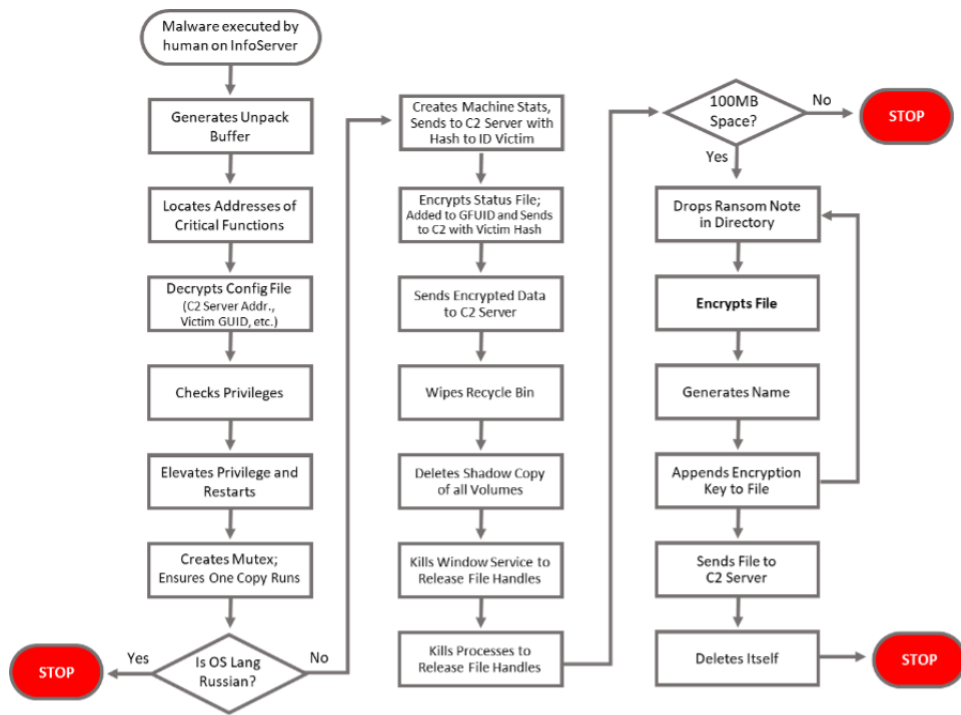 Malware executed by
human on InfoServer
Generates Unpack
Buffer
Locates Addresses of
Critical Functions
Decrypts Config File
(C2 Server Addr.,
Victim GUID, etc.)
Checks Privileges
Elevates Privilege and
Restarts
Creates Mutex;
Ensures One Copy Runs
Is OS Lang
Russian?
Yes
STOP
No
Creates Machine Stats,
Sends to C2 Server with
Hash to ID Victim
Encrypts Status File;
Added to GFUID and Sends
to C2 with Victim Hash
Sends Encrypted Data
to C2 Server
Wipes Recycle Bin
Deletes Shadow Copy
of all Volumes
Kills Window Service to
Release File Handles
Kills Processes to
Release File Handles
100MB
Space?
No
STOP
Yes
Drops Ransom Note
in Directory
Encrypts File
Generates Name
Appends Encryption
Key to File
Sends File to
C2 Server
Deletes Itself
STOP